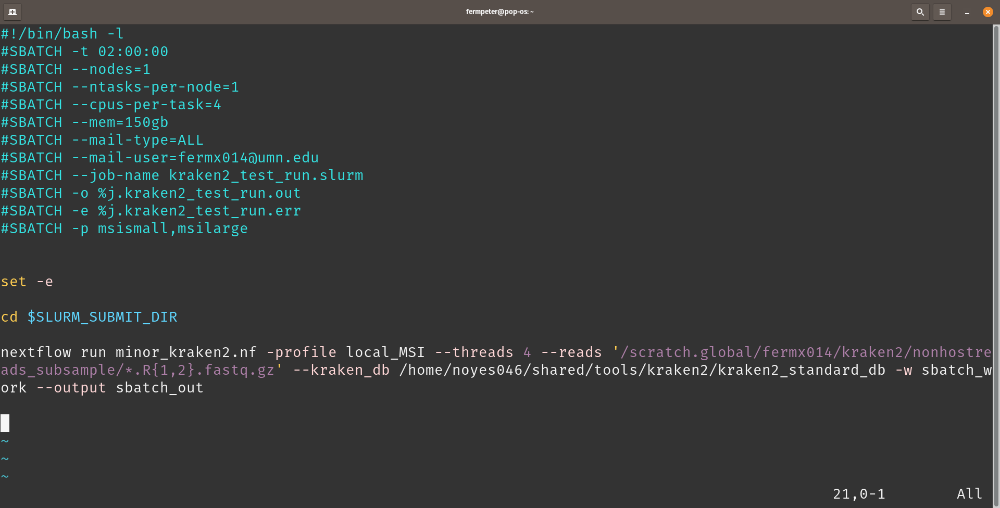 fermpeter@pop-os: ~
#!/bin/bash -l
#SBATCH -t 02:00:00
#SBATCH --nodes=1
#SBATCH --ntasks-per-node=1
#SBATCH --cpus-per-task=4
#SBATCH --mem=150gb
#SBATCH --mail-type=ALL
#SBATCH --mail-user=fermx014@umn.edu
#SBATCH --job-name kraken2_test_run.slurm
#SBATCH -o %j.kraken2_test_run.out
#SBATCH -e %j.kraken2_test_run.err
#SBATCH -p msismall,msilarge
set -e
cd $SLURM_SUBMIT_DIR
nextflow run minor_kraken2.nf -profile local_MSI --threads 4 --reads '/scratch.global/fermx014/kraken2/nonhostre
ads_subsample/*.R{1,2}.fastq.gz' --kraken_db /home/noyes046/shared/tools/kraken2/kraken2_standard_db -w sbatch_w
ork --output sbatch_out
~
~
~
21,0-1 All